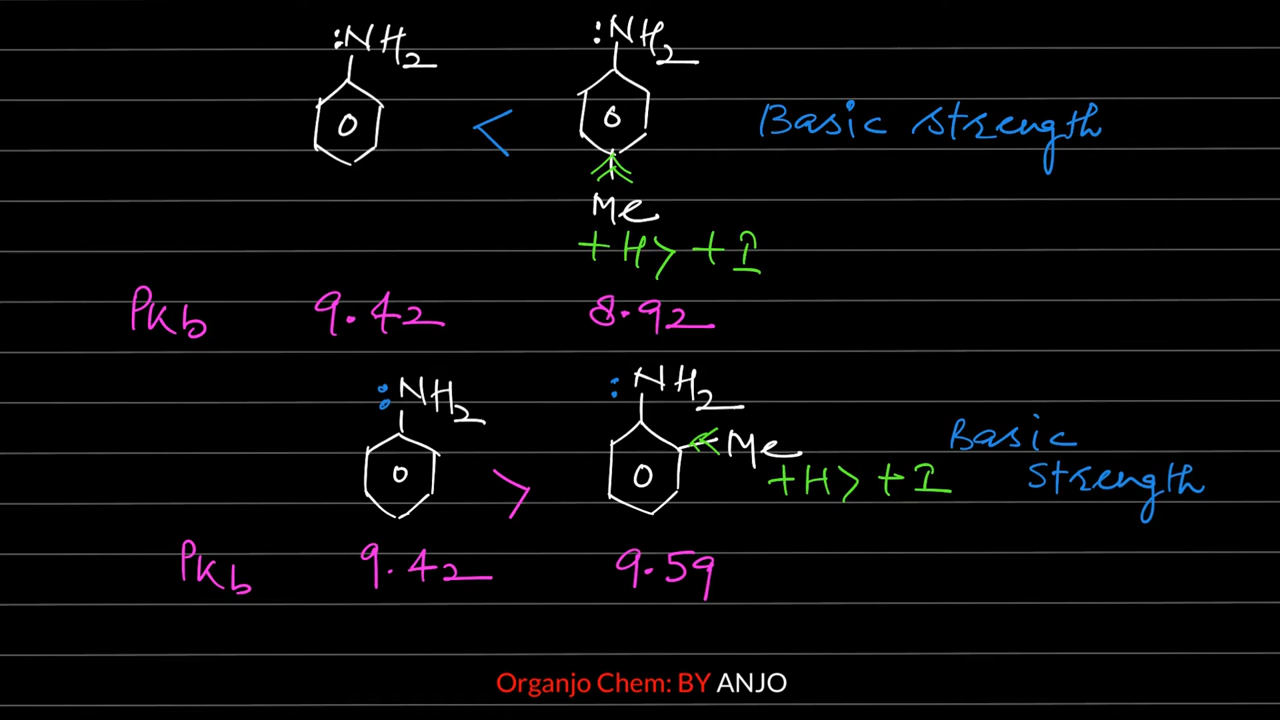 :NH2 :NH2
< Basic strength
Me
+H > +I
Pkb 9.42 8.92
:NH2 :NH2
> Me Basic
+H > +I strength
Pkb 9.42 9.59
Organjo Chem: BY ANJO